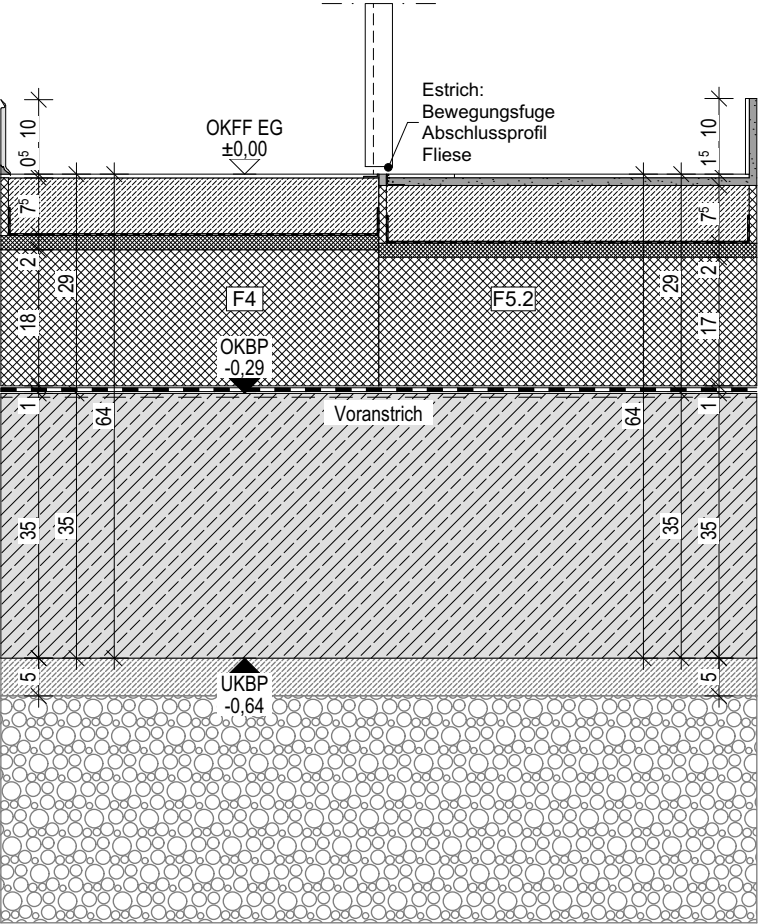 Estrich:
Bewegungsfuge
Abschlussprofil
Fliese
OKFF EG
±0,00
10
0⁵
7⁵
2
18
1
35
5
29
35
64
F4
F5.2
OKBP
-0,29
Voranstrich
UKBP
-0,64
64
29
35
10
1⁵
7⁵
2
17
1
35
5